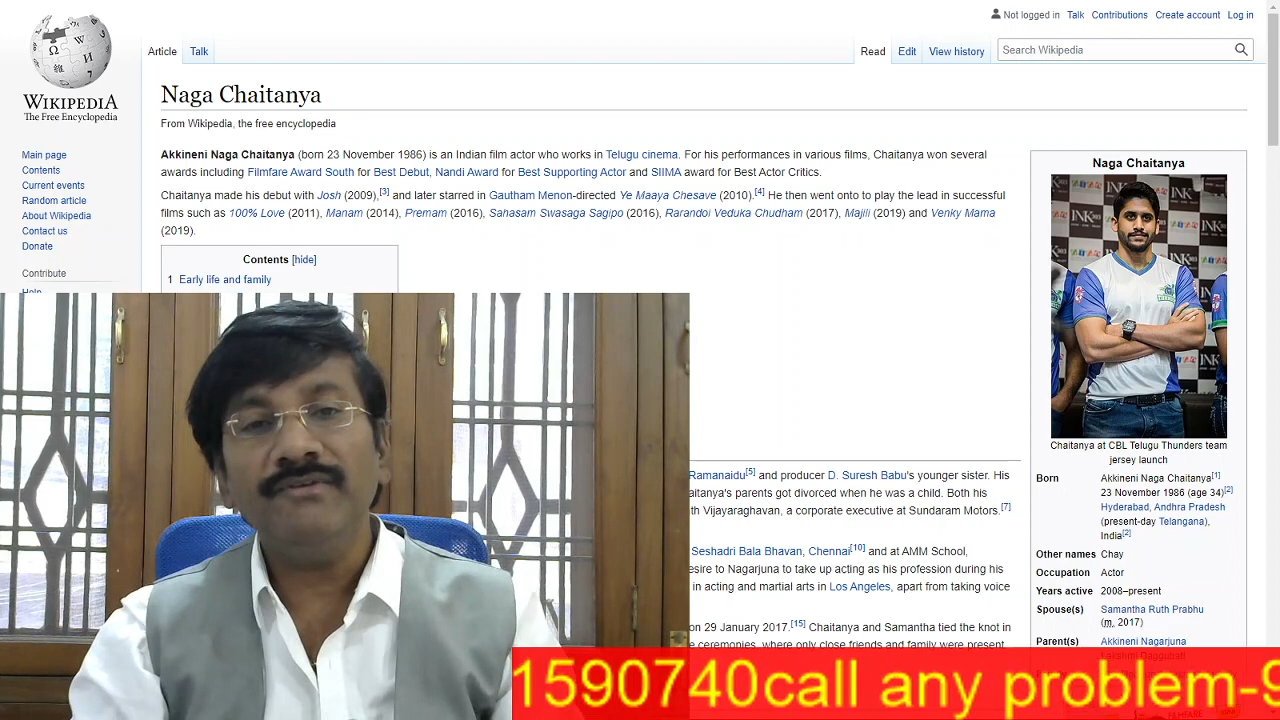 Not logged in Talk Contributions Create account Log in
Article Talk Read Edit View history Search Wikipedia
WIKIPEDIA
The Free Encyclopedia
Main page
Contents
Current events
Random article
About Wikipedia
Contact us
Donate
Contribute
Help
Naga Chaitanya
From Wikipedia, the free encyclopedia
Akkineni Naga Chaitanya (born 23 November 1986) is an Indian film actor who works in Telugu cinema. For his performances in various films, Chaitanya won several
awards including Filmfare Award South for Best Debut, Nandi Award for Best Supporting Actor and SIIMA award for Best Actor Critics.
Chaitanya made his debut with Josh (2009),[3] and later starred in Gautham Menon-directed Ye Maaya Chesave (2010).[4] He then went onto to play the lead in successful
films such as 100% Love (2011), Manam (2014), Premam (2016), Sahasam Swasaga Sagipo (2016), Rarandoi Veduka Chudham (2017), Majili (2019) and Venky Mama
(2019).
Contents [hide]
1 Early life and family
Ramanaidu[5] and producer D. Suresh Babu's younger sister. His
aitanya's parents got divorced when he was a child. Both his
th Vijayaraghavan, a corporate executive at Sundaram Motors.[7]
Seshadri Bala Bhavan, Chennai[10] and at AMM School,
esire to Nagarjuna to take up acting as his profession during his
in acting and martial arts in Los Angeles, apart from taking voice
on 29 January 2017.[15] Chaitanya and Samantha tied the knot in
e ceremonies, where only close friends and family were present
Naga Chaitanya
INK
INK
Chaitanya at CBL Telugu Thunders team
jersey launch
Born Akkineni Naga Chaitanya[1]
23 November 1986 (age 34)[2]
Hyderabad, Andhra Pradesh
(present-day Telangana),
India[2]
Other names Chay
Occupation Actor
Years active 2008–present
Spouse(s) Samantha Ruth Prabhu
(m. 2017)
Parent(s) Akkineni Nagarjuna
Lakshmi Daggubati
1590740call any problem-9